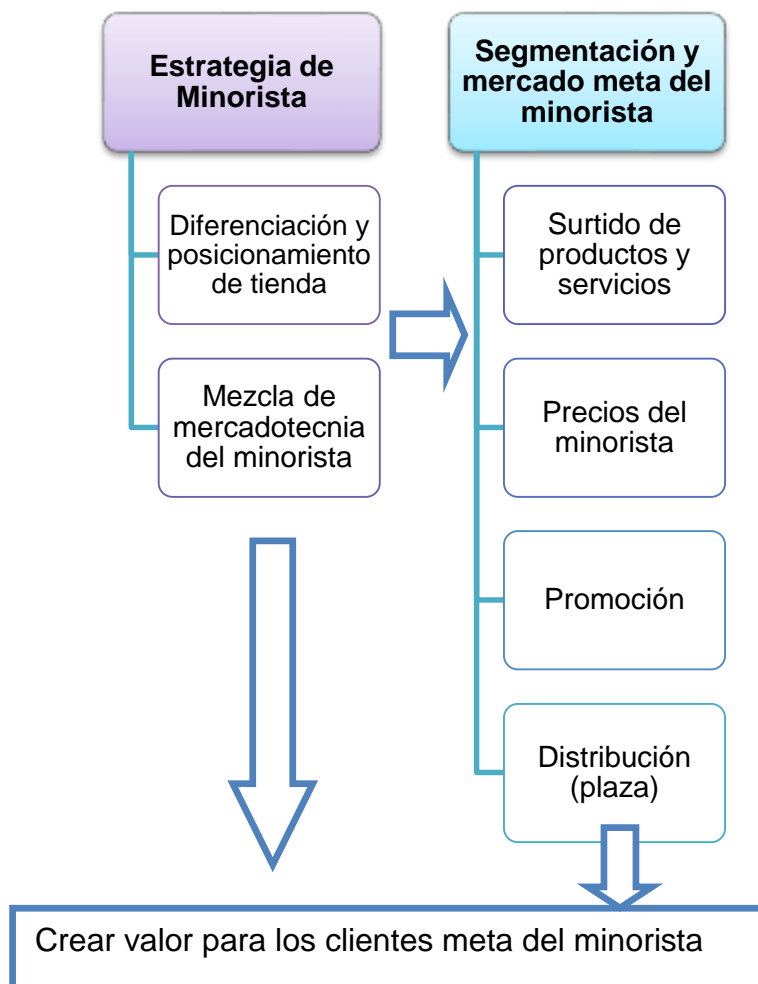 Estrategia de
Minorista
Diferenciación y
posicionamiento
de tienda
Mezcla de
mercadotecnia
del minorista
Segmentación y
mercado meta del
minorista
Surtido de
productos y
servicios
Precios del
minorista
Promoción
Distribución
(plaza)
Crear valor para los clientes meta del minorista